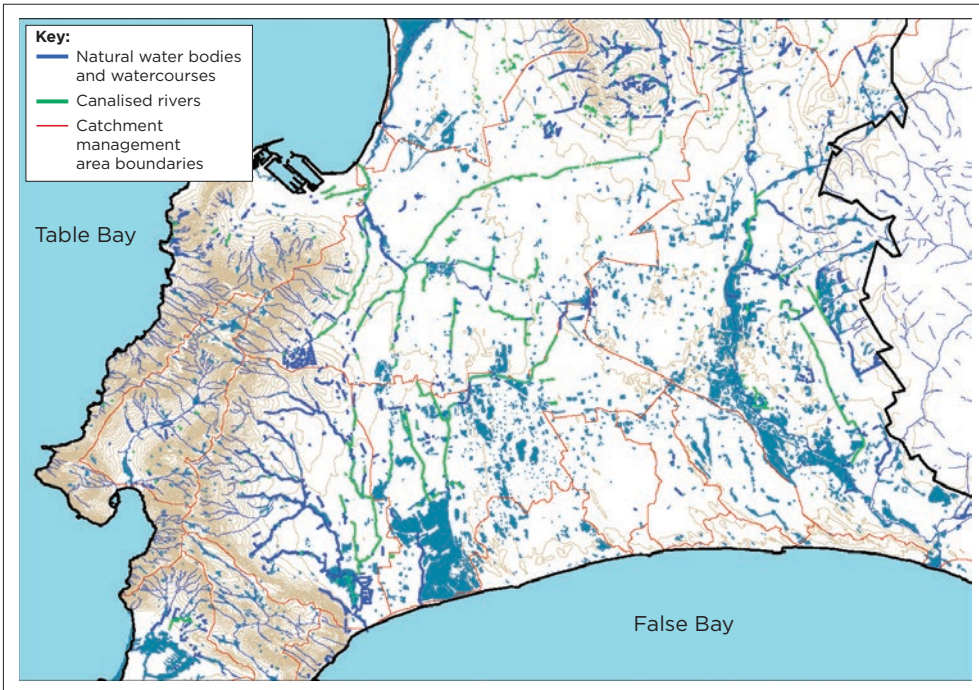 Key:
Natural water bodies
and watercourses
Canalised rivers
Catchment
management
area boundaries
Table Bay
False Bay